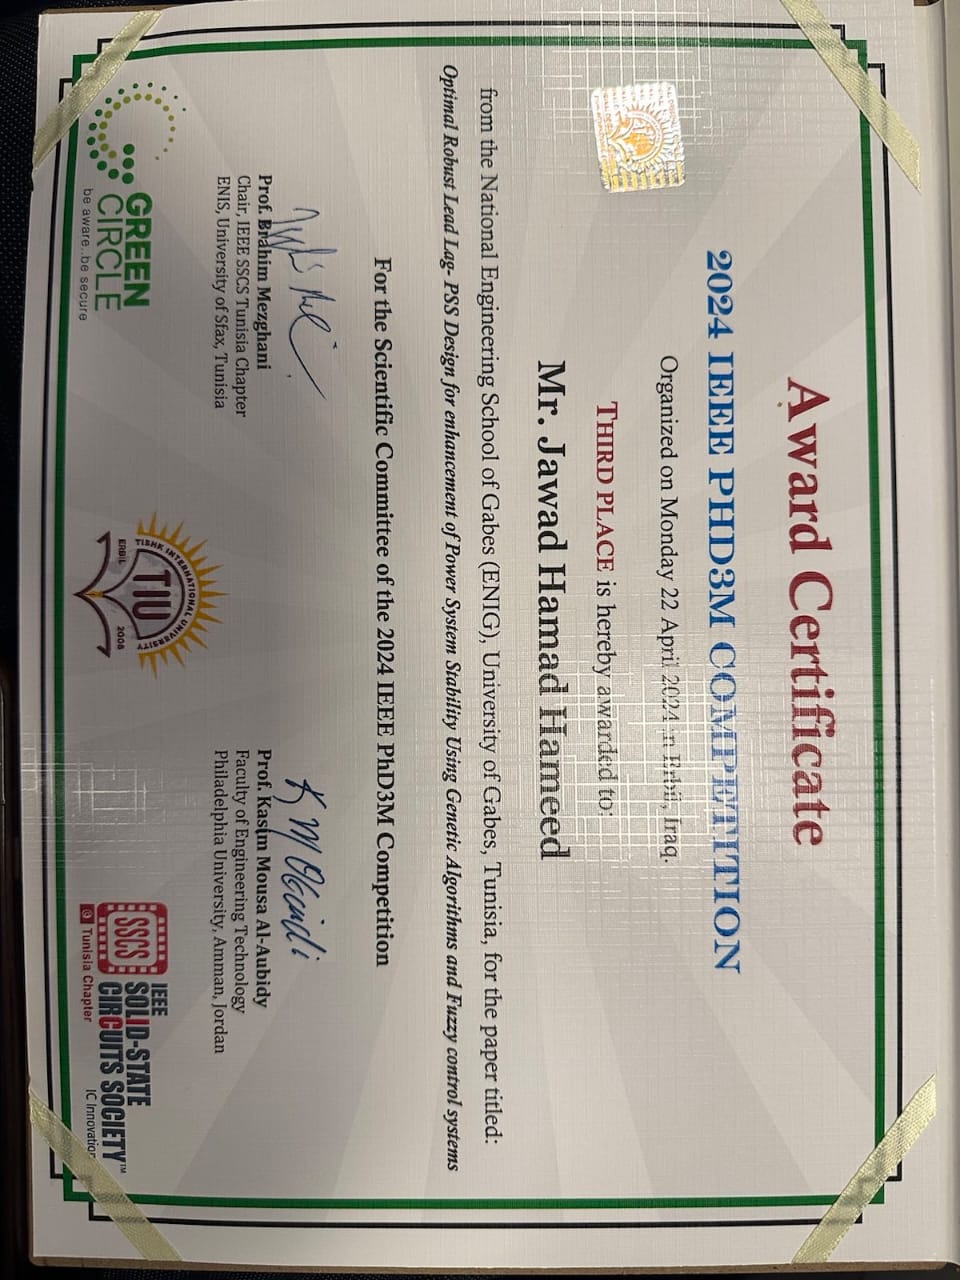 Award Certificate
2024 IEEE PHD3M COMPETITION
Organized on Monday 22 April 2024 in Erbil, Iraq.
THIRD PLACE is hereby awarded to:
Mr. Jawad Hamad Hameed
from the National Engineering School of Gabes (ENIG), University of Gabes, Tunisia, for the paper titled:
Optimal Robust Lead Lag- PSS Design for enhancement of Power System Stability Using Genetic Algorithms and Fuzzy control systems
For the Scientific Committee of the 2024 IEEE PhD3M Competition
Prof. Brahim Mezghani
Chair, IEEE SSCS Tunisia Chapter
ENIS, University of Sfax, Tunisia
Prof. Kasim Mousa Al-Aubidy
Faculty of Engineering Technology
Philadelphia University, Amman, Jordan
GREEN
CIRCLE
be aware..be secure
TISHK INTERNATIONAL UNIVERSITY
TIU
ERBIL 2008
SSCS
Tunisia Chapter
IEEE
SOLID-STATE
CIRCUITS SOCIETY™
IC Innovation